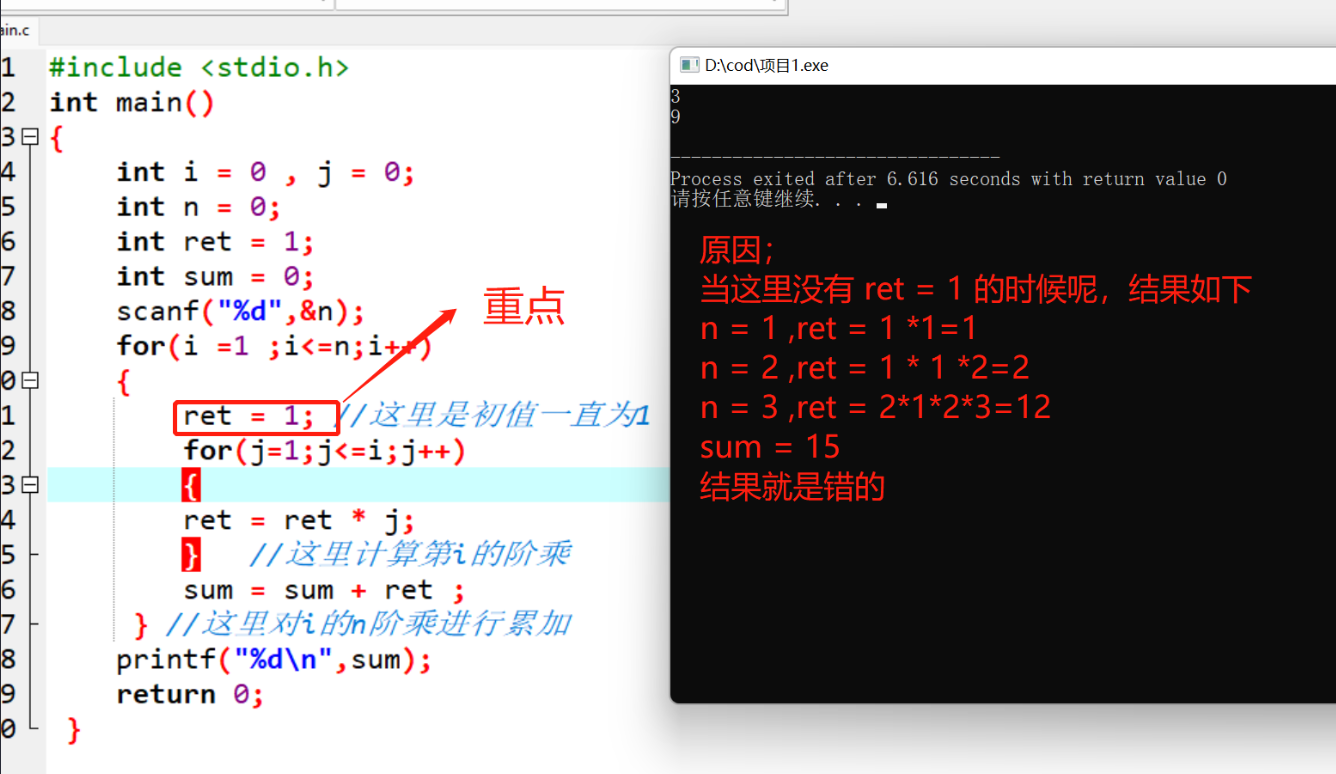 ain.c
1 #include <stdio.h>
2 int main()
3 {
4 int i = 0 , j = 0;
5 int n = 0;
6 int ret = 1;
7 int sum = 0;
8 scanf("%d",&n);
9 for(i =1 ;i<=n;i++)
0 {
1 ret = 1; //这里是初值一直为1
2 for(j=1;j<=i;j++)
3 {
4 ret = ret * j;
5 } //这里计算第i的阶乘
6 sum = sum + ret ;
7 } //这里对i的n阶乘进行累加
8 printf("%d\n",sum);
9 return 0;
0 }
重点
D:\cod\项目1.exe
3
9
--------------------------------
Process exited after 6.616 seconds with return value 0
请按任意键继续. . .
原因；
当这里没有 ret = 1 的时候呢，结果如下
n = 1 ,ret = 1 *1=1
n = 2 ,ret = 1 * 1 *2=2
n = 3 ,ret = 2*1*2*3=12
sum = 15
结果就是错的